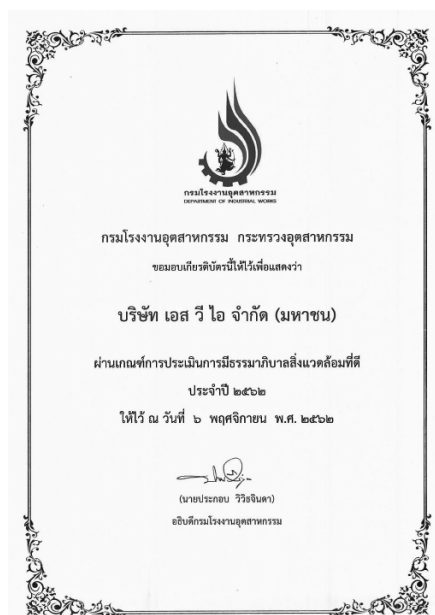 กรมโรงงานอุตสาหกรรม
DEPARTMENT OF INDUSTRIAL WORKS
กรมโรงงานอุตสาหกรรม กระทรวงอุตสาหกรรม
ขอมอบเกียรติบัตรนี้ให้ไว้เพื่อแสดงว่า
บริษัท เอส วี ไอ จำกัด (มหาชน)
ผ่านเกณฑ์การประเมินการมีธรรมาภิบาลสิ่งแวดล้อมที่ดี
ประจำปี ๒๕๖๒
ให้ไว้ ณ วันที่ ๖ พฤศจิกายน พ.ศ. ๒๕๖๒
(นายประกอบ วิวิธจินดา)
อธิบดีกรมโรงงานอุตสาหกรรม